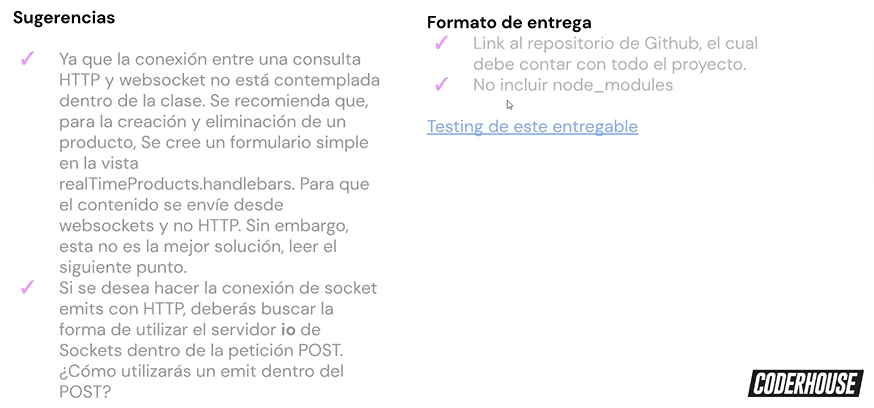 Sugerencias
Ya que la conexión entre una consulta
HTTP y websocket no está contemplada
dentro de la clase. Se recomienda que,
para la creación y eliminación de un
producto, Se cree un formulario simple
en la vista
realTimeProducts.handlebars. Para que
el contenido se envíe desde
websockets y no HTTP. Sin embargo,
esta no es la mejor solución, leer el
siguiente punto.
Si se desea hacer la conexión de socket
emits con HTTP, deberás buscar la
forma de utilizar el servidor io de
Sockets dentro de la petición POST.
¿Cómo utilizarás un emit dentro del
POST?
Formato de entrega
Link al repositorio de Github, el cual
debe contar con todo el proyecto.
No incluir node_modules
Testing de este entregable
CODERHOUSE